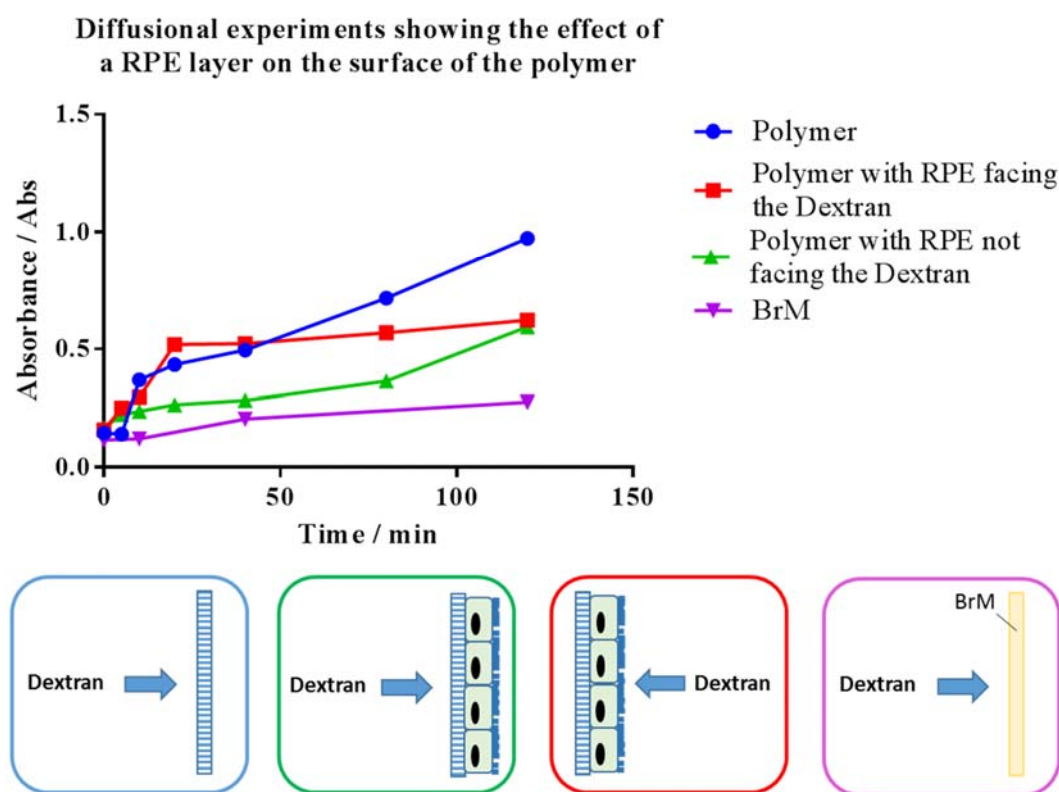 Diffusional experiments showing the effect of
a RPE layer on the surface of the polymer
1.5
1.0
0.5
0.0
Absorbance / Abs
0
50
100
150
Time / min
Polymer
Polymer with RPE facing
the Dextran
Polymer with RPE not
facing the Dextran
BrM
Dextran
Dextran
Dextran
Dextran
BrM